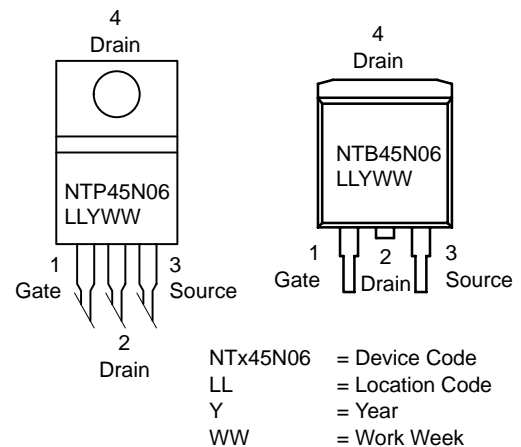 4
Drain
NTP45N06
LLYWW
1
Gate
3
Source
2
Drain
4
Drain
NTB45N06
LLYWW
1
Gate
2
Drain
3
Source
NTx45N06 = Device Code
LL = Location Code
Y = Year
WW = Work Week